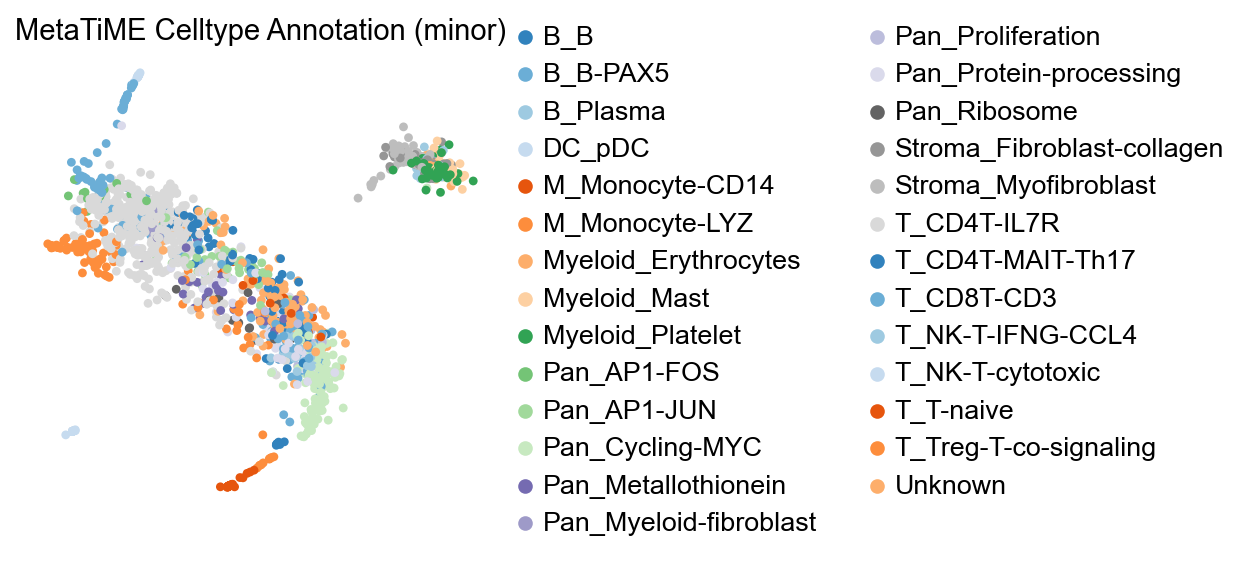 MetaTiME Celltype Annotation (minor)
B_B
B_B-PAX5
B_Plasma
DC_pDC
M_Monocyte-CD14
M_Monocyte-LYZ
Myeloid_Erythrocytes
Myeloid_Mast
Myeloid_Platelet
Pan_AP1-FOS
Pan_AP1-JUN
Pan_Cycling-MYC
Pan_Metallothionein
Pan_Myeloid-fibroblast
Pan_Proliferation
Pan_Protein-processing
Pan_Ribosome
Stroma_Fibroblast-collagen
Stroma_Myofibroblast
T_CD4T-IL7R
T_CD4T-MAIT-Th17
T_CD8T-CD3
T_NK-T-IFNG-CCL4
T_NK-T-cytotoxic
T_T-naive
T_Treg-T-co-signaling
Unknown